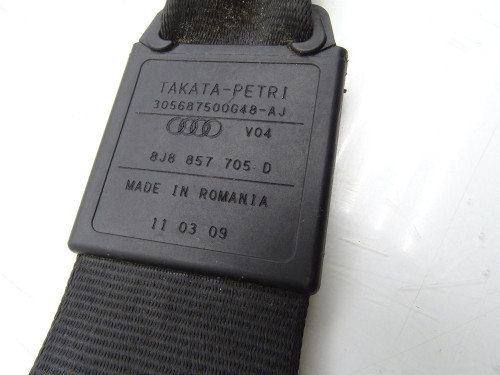 TAKATA-PETRI
305687500G48-AJ
V04
8J8 857 705 D
MADE IN ROMANIA
11 03 09